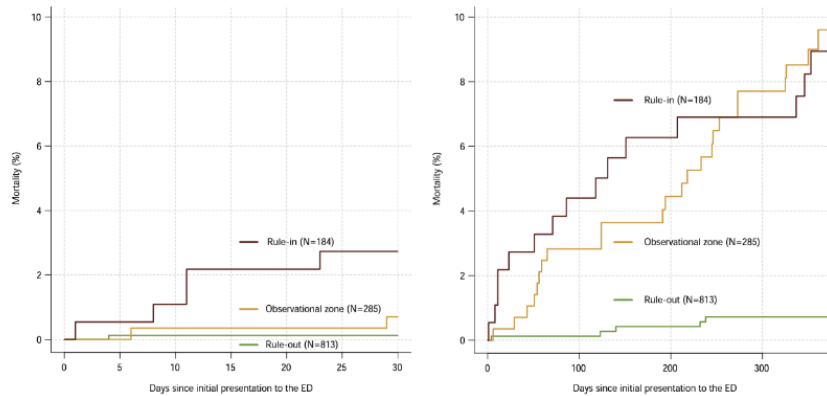 10
8
6
4
2
0
Mortality (%)
Rule-in (N=184)
Observational zone (N=285)
Rule-out (N=813)
0 5 10 15 20 25 30
Days since initial presentation to the ED
10
8
6
4
2
0
Mortality (%)
Rule-in (N=184)
Observational zone (N=285)
Rule-out (N=813)
0 100 200 300
Days since initial presentation to the ED